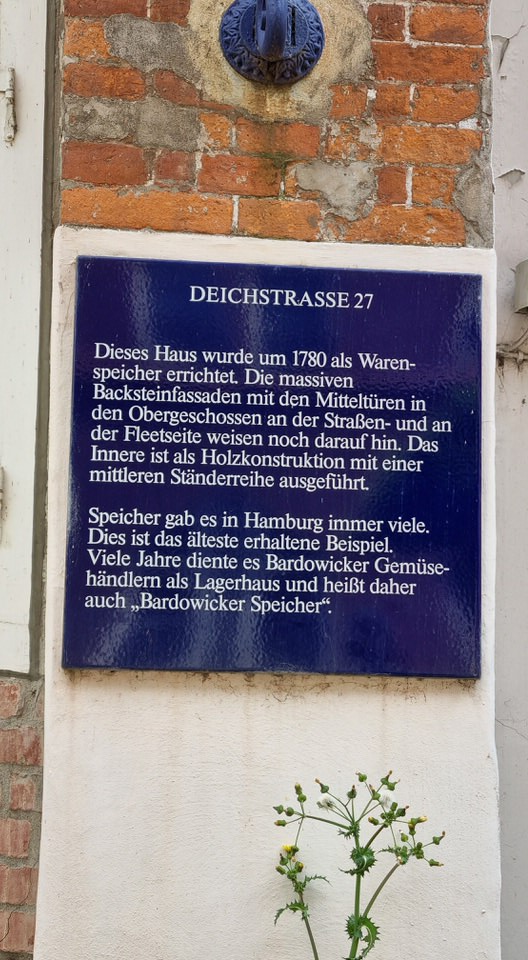 DEICHSTRASSE 27
Dieses Haus wurde um 1780 als Waren-
speicher errichtet. Die massiven
Backsteinfassaden mit den Mitteltüren in
den Obergeschossen an der Straßen- und an
der Fleetseite weisen noch darauf hin. Das
Innere ist als Holzkonstruktion mit einer
mittleren Ständerreihe ausgeführt.
Speicher gab es in Hamburg immer viele.
Dies ist das älteste erhaltene Beispiel.
Viele Jahre diente es Bardowicker Gemüse-
händlern als Lagerhaus und heißt daher
auch „Bardowicker Speicher“.